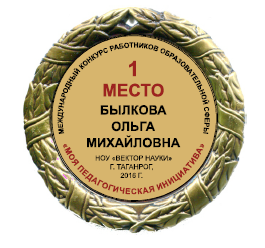 МЕЖДУНАРОДНЫЙ КОНКУРС РАБОТНИКОВ ОБРАЗОВАТЕЛЬНОЙ СФЕРЫ
1
МЕСТО
БЫЛКОВА
ОЛЬГА
МИХАЙЛОВНА
НОУ «ВЕКТОР НАУКИ»
Г. ТАГАНРОГ,
2016 Г.
«МОЯ ПЕДАГОГИЧЕСКАЯ ИНИЦИАТИВА»